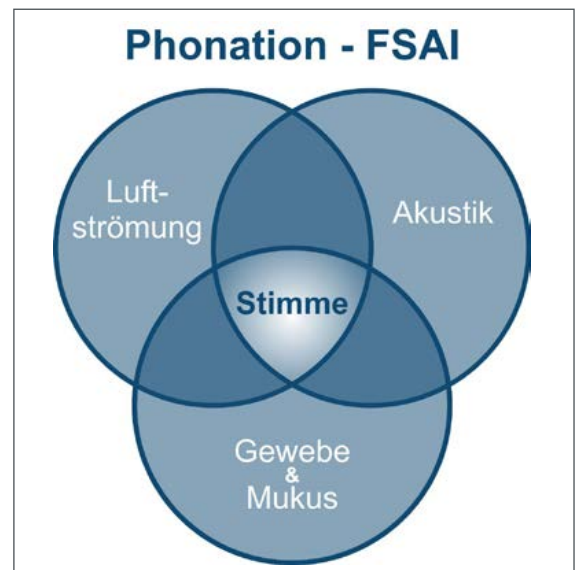 Phonation - FSAI
Luft-
strömung
Akustik
Stimme
Gewebe
&
Mukus